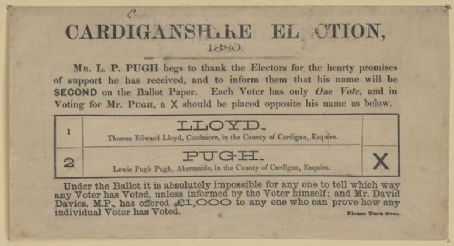 CARDIGANSHIRE ELECTION,
1880.
MR. L. P. PUGH begs to thank the Electors for the hearty promises
of support he has received, and to inform them that his name will be
SECOND on the Ballot Paper. Each Voter has only One Vote, and in
Voting for MR. PUGH, a X should be placed opposite his name as below.
1 LLOYD.
Thomas Edward Lloyd, Coedmore, in the County of Cardigan, Esquire.
2 PUGH. X
Lewis Pugh Pugh, Abermaide, in the County of Cardigan, Esquire.
Under the Ballot it is absolutely impossible for any one to tell which way
any Voter has Voted, unless informed by the Voter himself; and Mr. David
Davies, M.P., has offered £1,000 to any one who can prove how any
individual Voter has Voted. Please Turn Over.